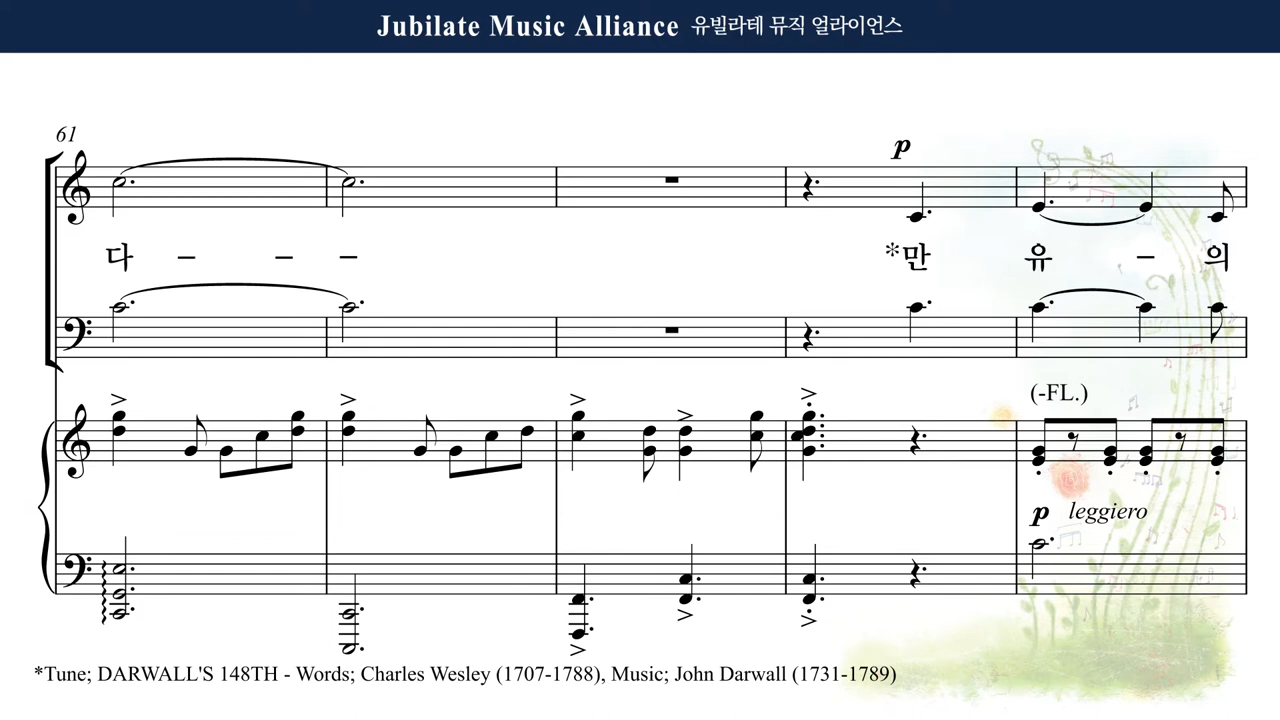 Jubilate Music Alliance 유빌라테 뮤직 얼라이언스
61
p
다 – – – *만 유 – 의
(-FL.)
p leggiero
*Tune; DARWALL'S 148TH - Words; Charles Wesley (1707-1788), Music; John Darwall (1731-1789)